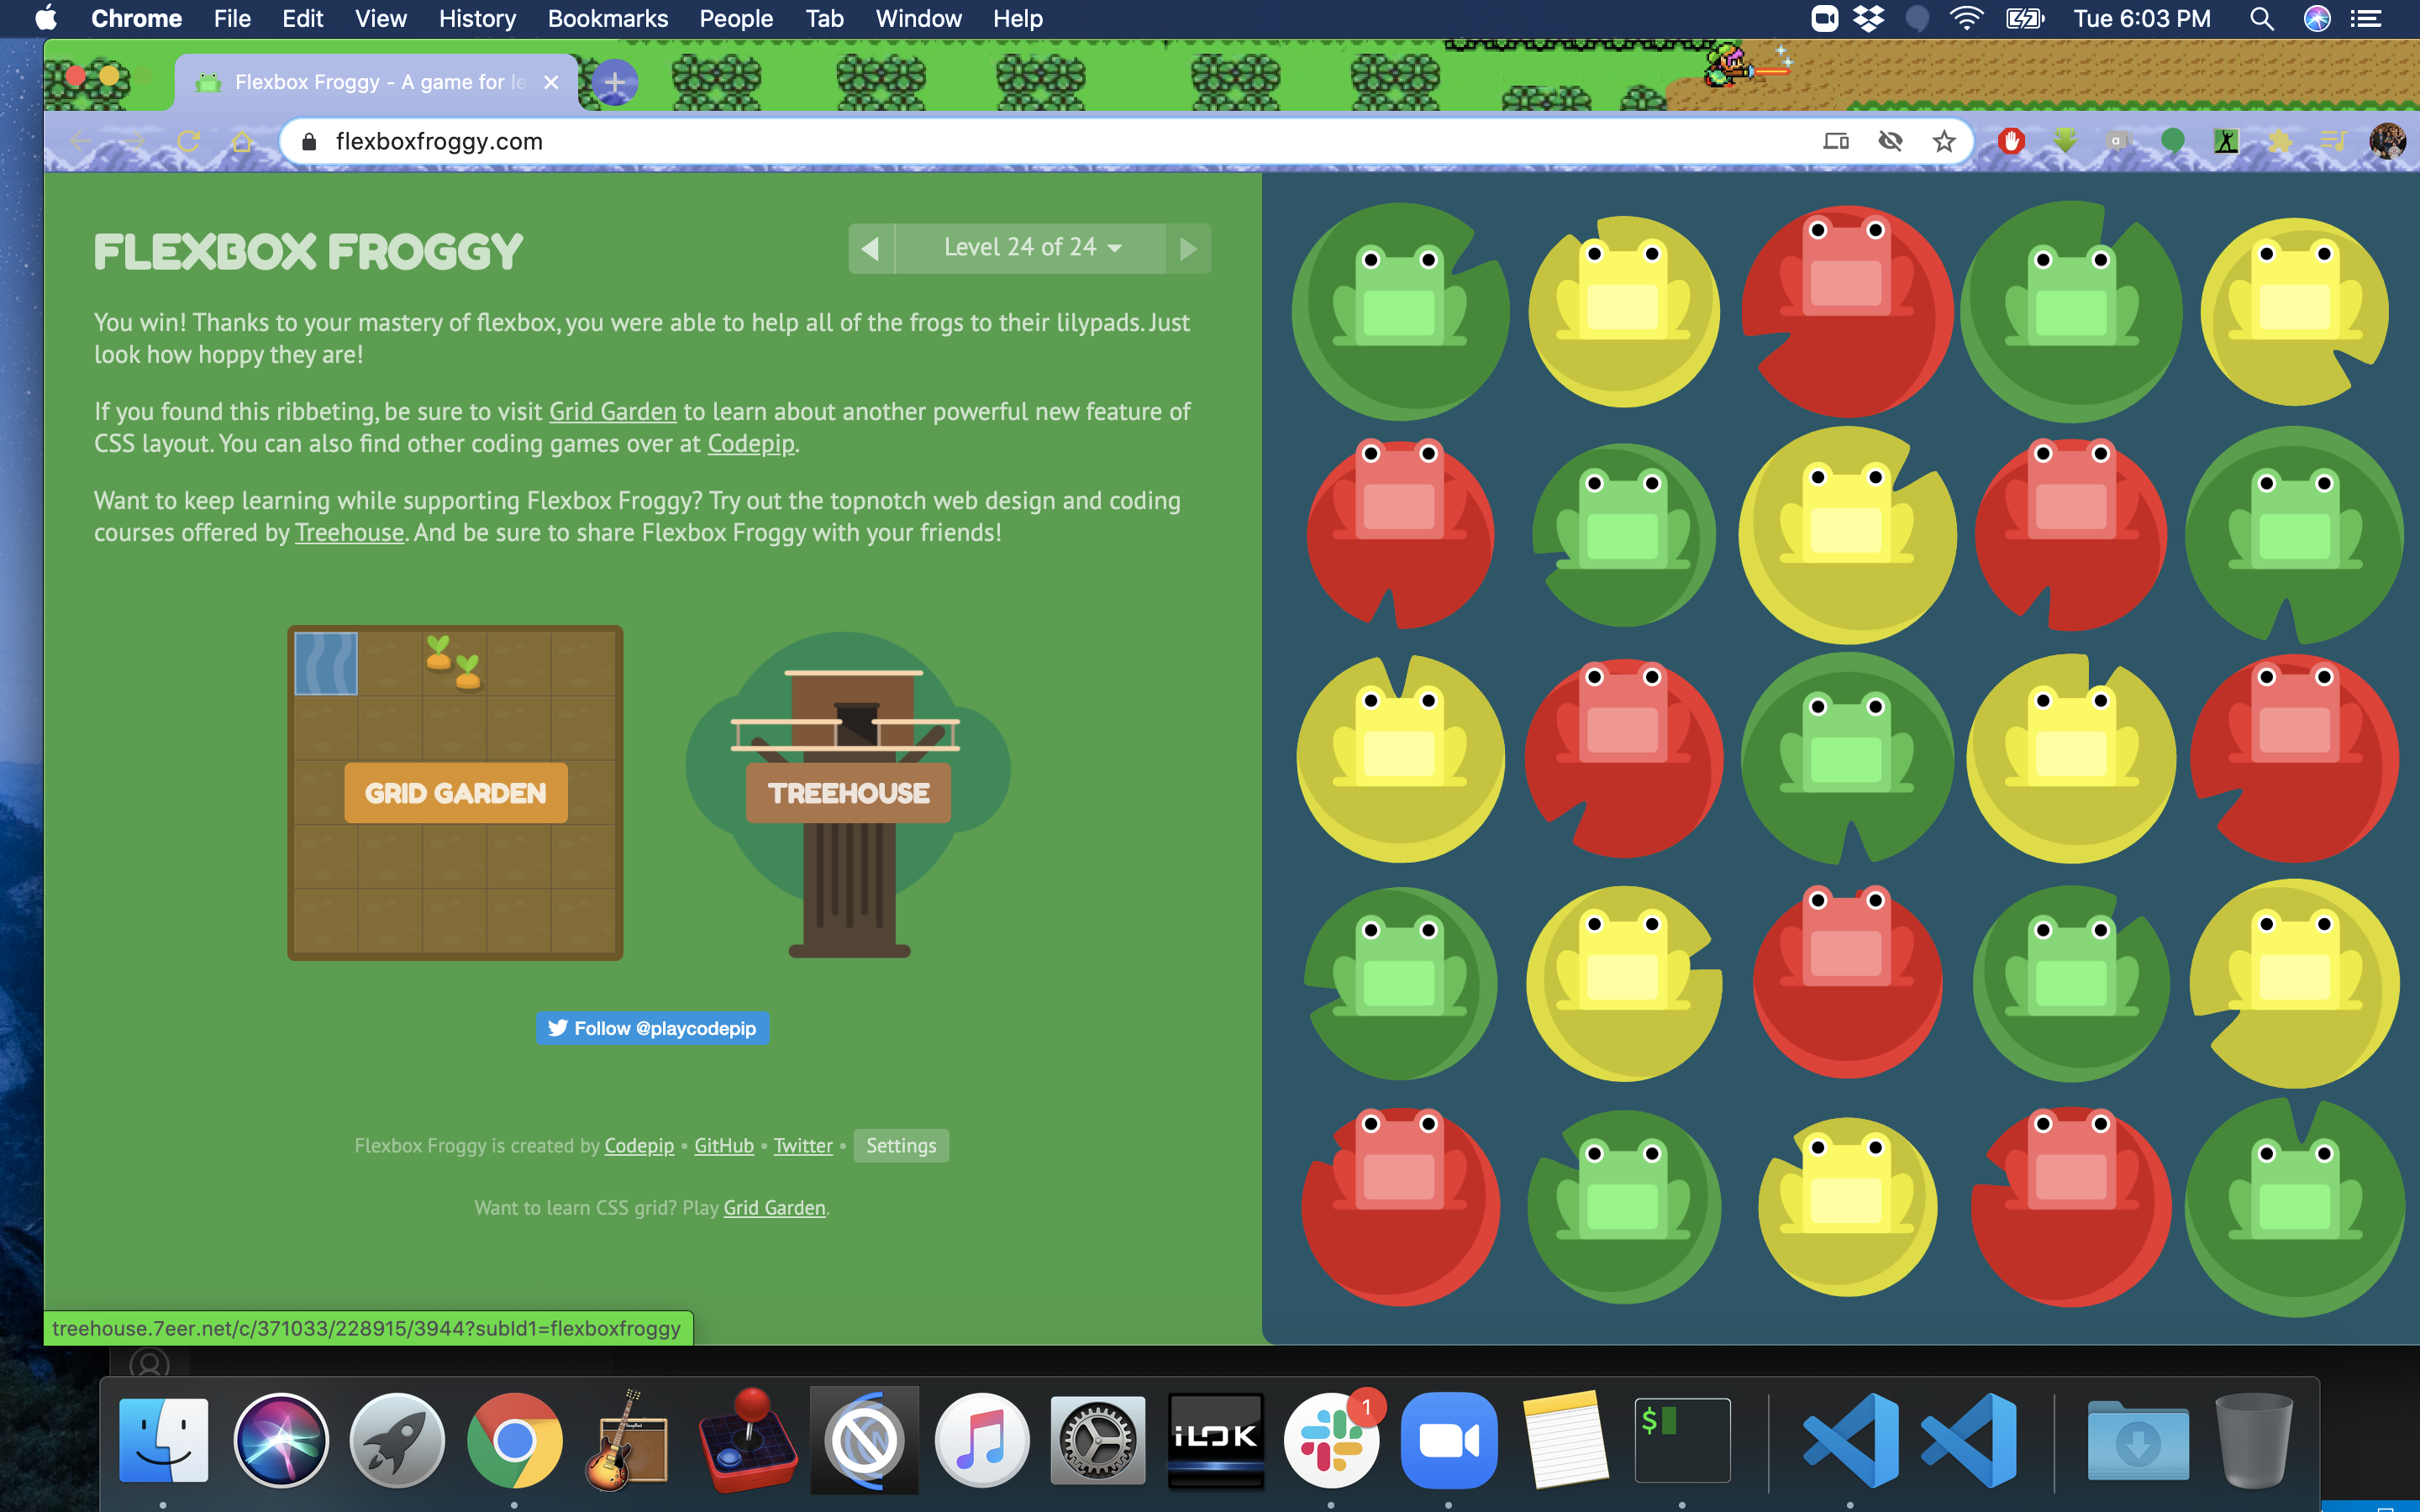 Chrome File Edit View History Bookmarks People Tab Window Help Tue 6:03 PM
Flexbox Froggy - A game for le
flexboxfroggy.com
a
FLEXBOX FROGGY
Level 24 of 24
You win! Thanks to your mastery of flexbox, you were able to help all of the frogs to their lilypads. Just
look how hoppy they are!
If you found this ribbeting, be sure to visit Grid Garden to learn about another powerful new feature of
CSS layout. You can also find other coding games over at Codepip.
Want to keep learning while supporting Flexbox Froggy? Try out the topnotch web design and coding
courses offered by Treehouse. And be sure to share Flexbox Froggy with your friends!
GRID GARDEN
TREEHOUSE
Follow @playcodepip
Flexbox Froggy is created by Codepip • GitHub • Twitter • Settings
Want to learn CSS grid? Play Grid Garden.
treehouse.7eer.net/c/371033/228915/3944?subId1=flexboxfroggy
iLOK
1
$